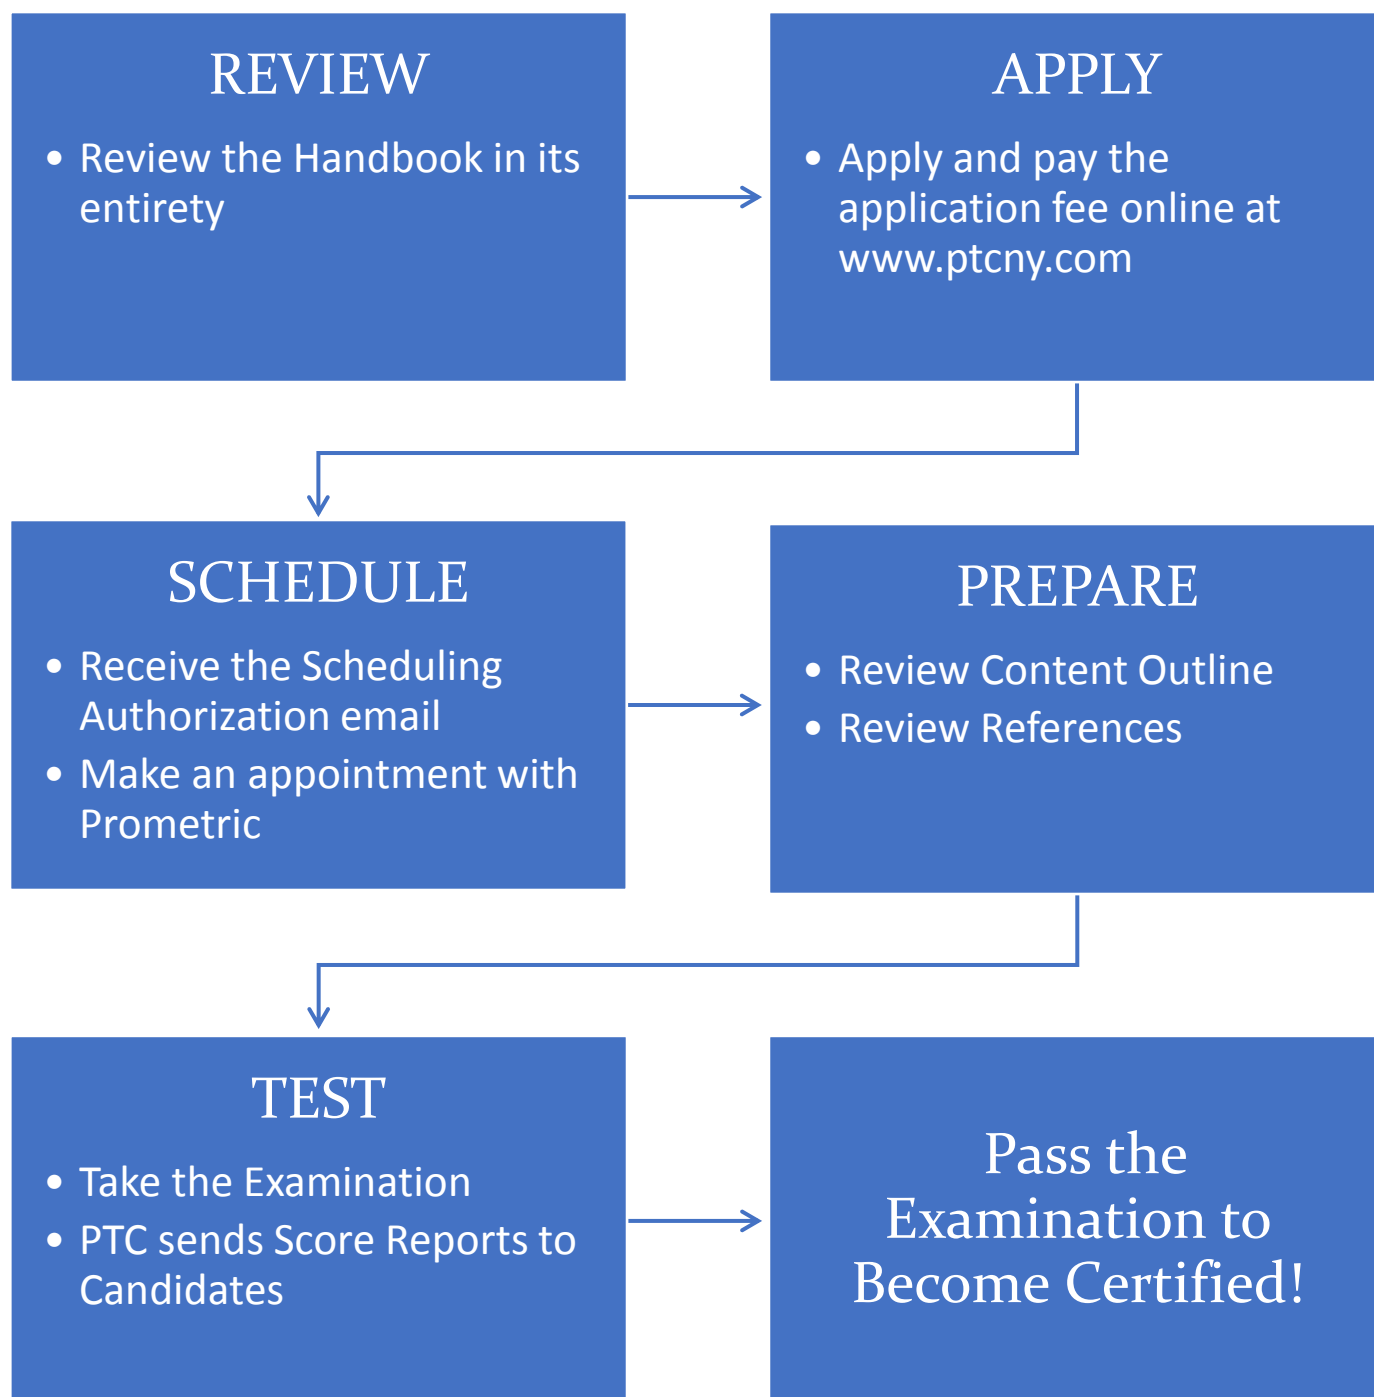 REVIEW
• Review the Handbook in its
entirety
APPLY
• Apply and pay the
application fee online at
www.ptcny.com
SCHEDULE
• Receive the Scheduling
Authorization email
• Make an appointment with
Prometric
PREPARE
• Review Content Outline
• Review References
TEST
• Take the Examination
• PTC sends Score Reports to
Candidates
Pass the
Examination to
Become Certified!